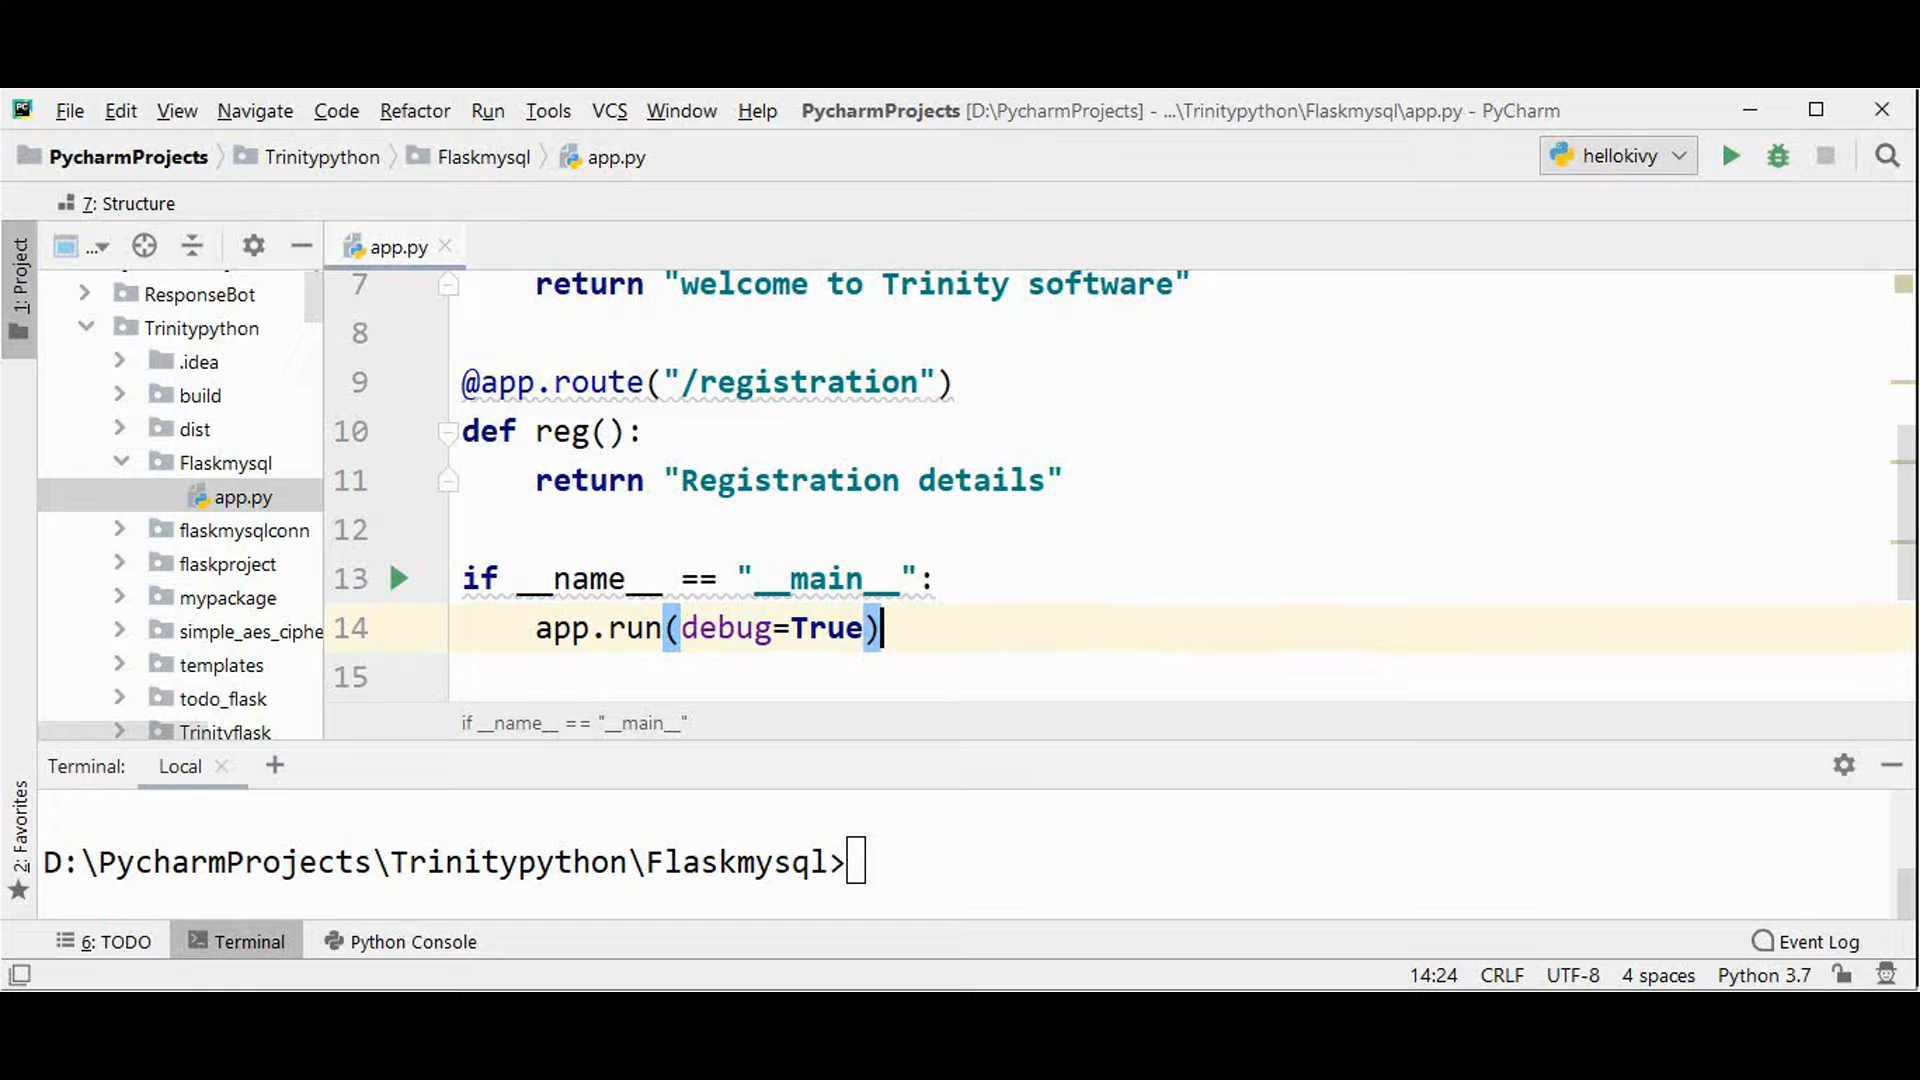 File Edit View Navigate Code Refactor Run Tools VCS Window Help PycharmProjects [D:\PycharmProjects] - ...\Trinitypython\Flaskmysql\app.py - PyCharm
PycharmProjects Trinitypython Flaskmysql app.py hellokivy
7: Structure
1: Project
... app.py
ResponseBot
Trinitypython
.idea
build
dist
Flaskmysql
app.py
flaskmysqlconn
flaskproject
mypackage
simple_aes_ciphe
templates
todo_flask
Trinityflask
7 return "welcome to Trinity software"
8
9 @app.route("/registration")
10 def reg():
11 return "Registration details"
12
13 if __name__ == "__main__":
14 app.run(debug=True)
15
if __name__ == "__main__"
Terminal: Local
2: Favorites
D:\PycharmProjects\Trinitypython\Flaskmysql>
6: TODO Terminal Python Console Event Log
14:24 CRLF UTF-8 4 spaces Python 3.7